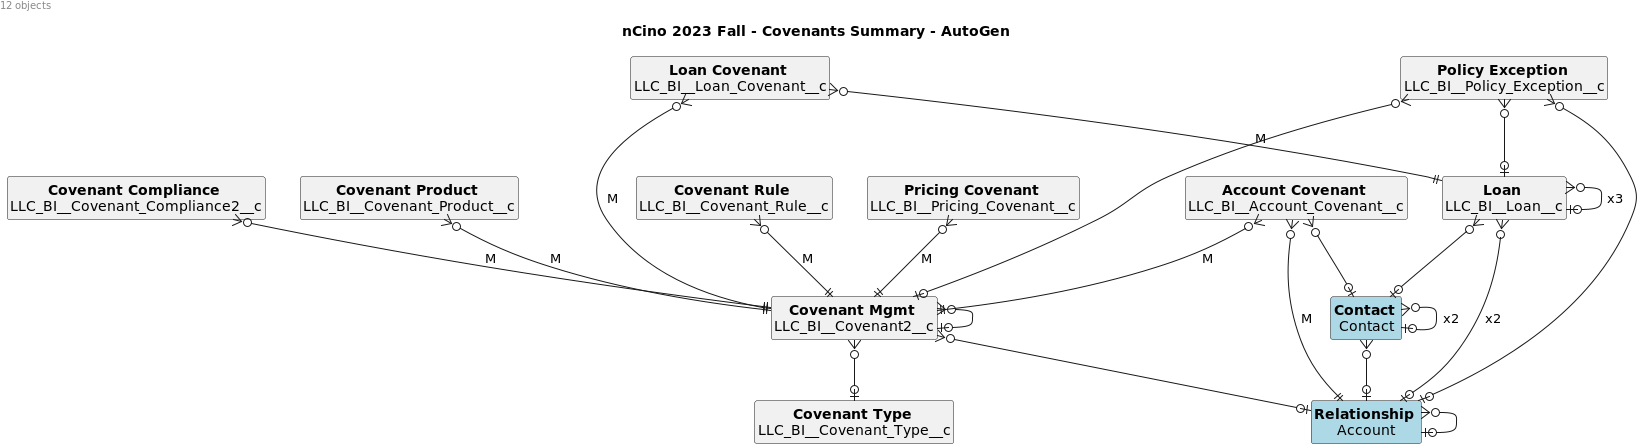 12 objects
nCino 2023 Fall - Covenants Summary - AutoGen
Loan Covenant
LLC_BI__Loan_Covenant__c
Policy Exception
LLC_BI__Policy_Exception__c
M
Covenant Compliance
LLC_BI__Covenant_Compliance2__c
Covenant Product
LLC_BI__Covenant_Product__c
M
Covenant Rule
LLC_BI__Covenant_Rule__c
Pricing Covenant
LLC_BI__Pricing_Covenant__c
Account Covenant
LLC_BI__Account_Covenant__c
Loan
LLC_BI__Loan__c
x3
M
M
M
M
M
Covenant Mgmt
LLC_BI__Covenant2__c
M
Contact
Contact
x2
x2
Covenant Type
LLC_BI__Covenant_Type__c
Relationship
Account